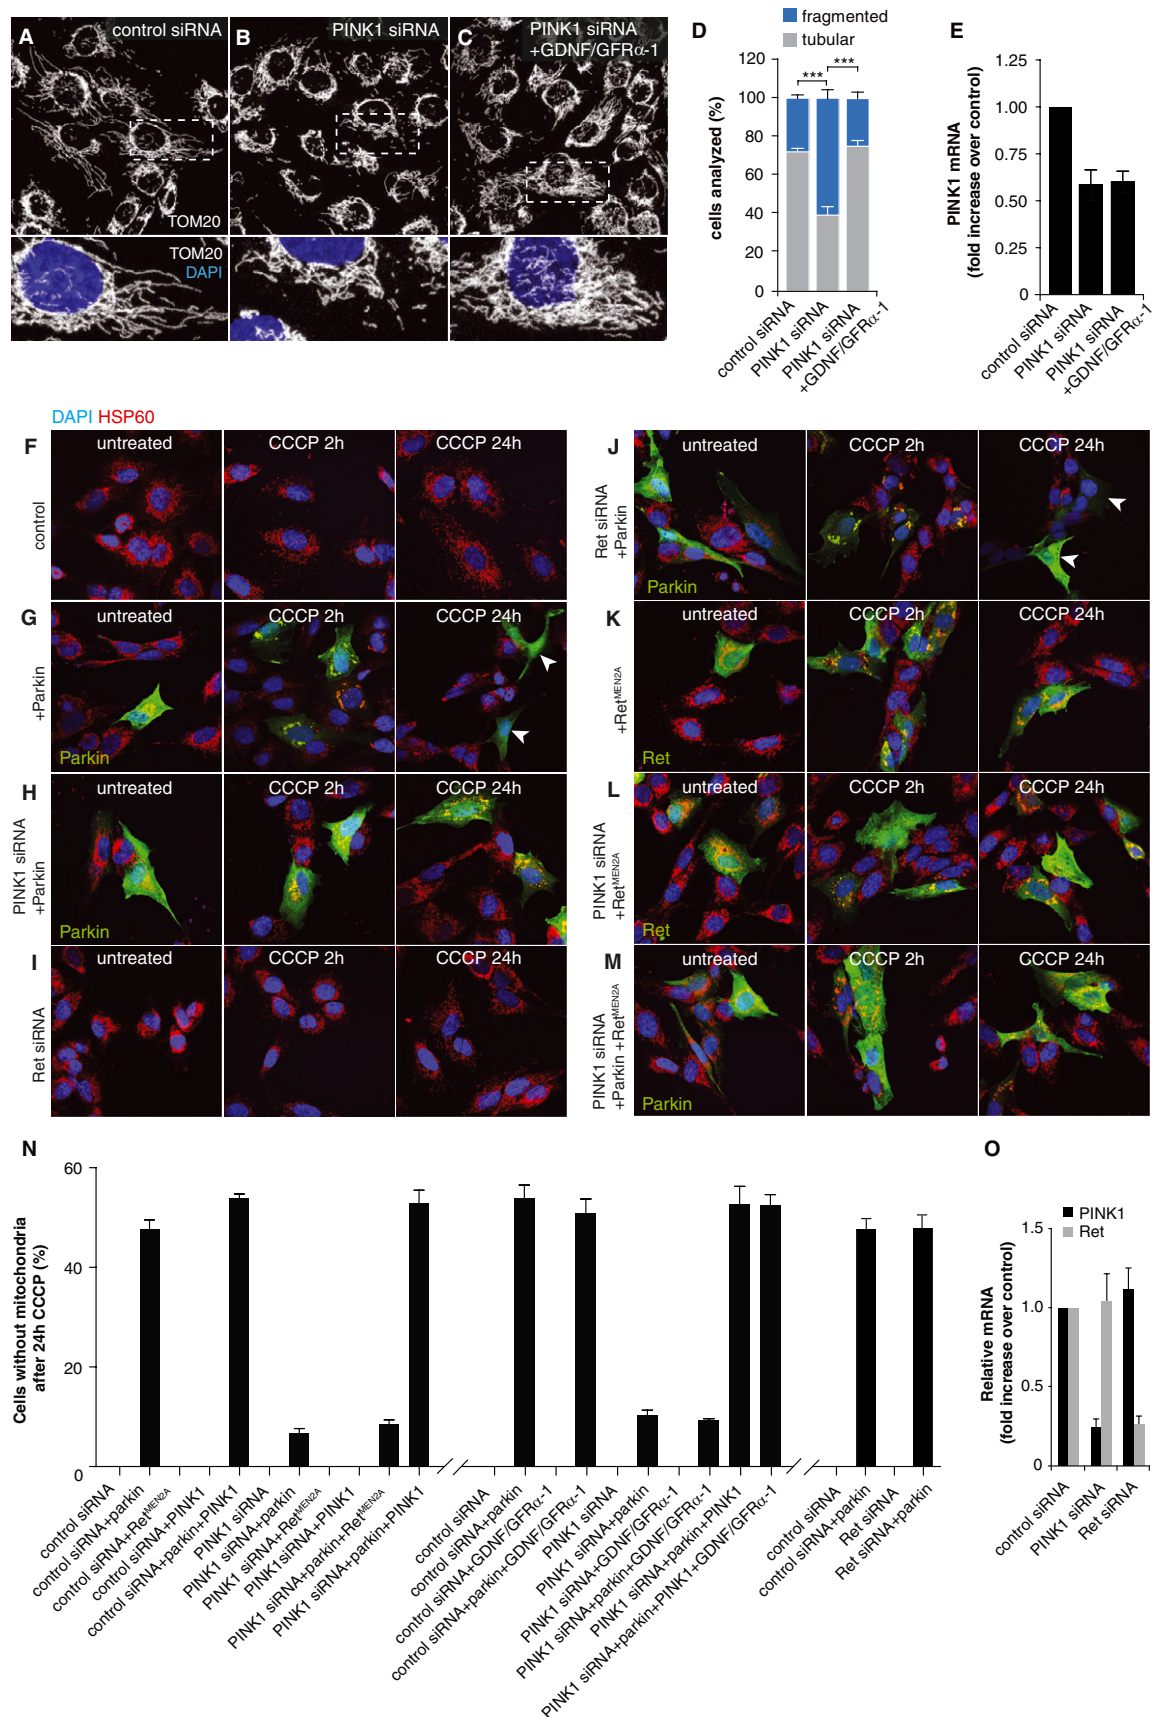 A
control siRNA
TOM20
TOM20
DAPI
B
PINK1 siRNA
C
PINK1 siRNA
+GDNF/GFRα-1
D
fragmented
tubular
cells analyzed (%)
120
100
80
60
40
20
0
***
***
control siRNA
PINK1 siRNA
PINK1 siRNA
+GDNF/GFRα-1
E
PINK1 mRNA
(fold increase over control)
1.25
1.00
0.75
0.50
0.25
0
control siRNA
PINK1 siRNA
PINK1 siRNA
+GDNF/GFRα-1
DAPI HSP60
F
control
untreated
CCCP 2h
CCCP 24h
G
+Parkin
untreated
CCCP 2h
CCCP 24h
Parkin
H
PINK1 siRNA
+Parkin
untreated
CCCP 2h
CCCP 24h
Parkin
I
Ret siRNA
untreated
CCCP 2h
CCCP 24h
J
Ret siRNA
+Parkin
untreated
CCCP 2h
CCCP 24h
Parkin
K
+RetMEN2A
untreated
CCCP 2h
CCCP 24h
Ret
L
PINK1 siRNA
+RetMEN2A
untreated
CCCP 2h
CCCP 24h
Ret
M
PINK1 siRNA
+Parkin +RetMEN2A
untreated
CCCP 2h
CCCP 24h
Parkin
N
Cells without mitochondria
after 24h CCCP (%)
60
40
20
0
control siRNA
control siRNA+parkin
control siRNA+RetMEN2A
control siRNA+PINK1
control siRNA+parkin+PINK1
PINK1 siRNA
PINK1 siRNA+parkin
PINK1 siRNA+RetMEN2A
PINK1siRNA+PINK1
PINK1 siRNA+parkin+RetMEN2A
PINK1 siRNA+parkin+PINK1
control siRNA
control siRNA+parkin
control siRNA+GDNF/GFRα-1
control siRNA+parkin+GDNF/GFRα-1
PINK1 siRNA
PINK1 siRNA+parkin
PINK1 siRNA+GDNF/GFRα-1
PINK1 siRNA+parkin+GDNF/GFRα-1
PINK1 siRNA+parkin+PINK1
PINK1 siRNA+parkin+PINK1+GDNF/GFRα-1
control siRNA
control siRNA+parkin
Ret siRNA
Ret siRNA+parkin
O
PINK1
Ret
Relative mRNA
(fold increase over control)
1.5
1.0
0.5
0
control siRNA
PINK1 siRNA
Ret siRNA